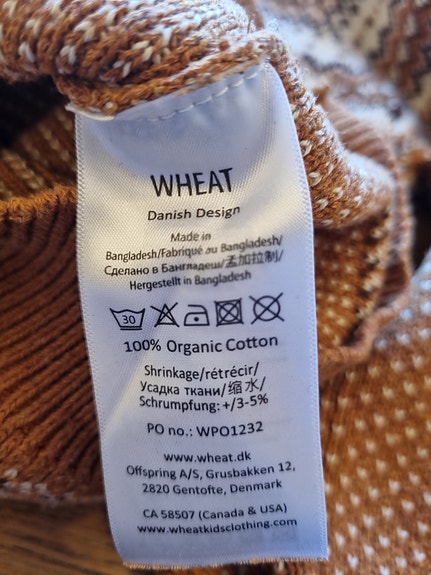 WHEAT
Danish Design
Made in
Bangladesh/Fabriqué au Bangladesh/
Сделано в Бангладеш/孟加拉制/
Hergestellt in Bangladesh
30
100% Organic Cotton
Shrinkage/rétrécir/
Усадка ткани/缩水/
Schrumpfung: +/3-5%
PO no.: WPO1232
www.wheat.dk
Offspring A/S, Grusbakken 12,
2820 Gentofte, Denmark
CA 58507 (Canada & USA)
www.wheatkidsclothing.com